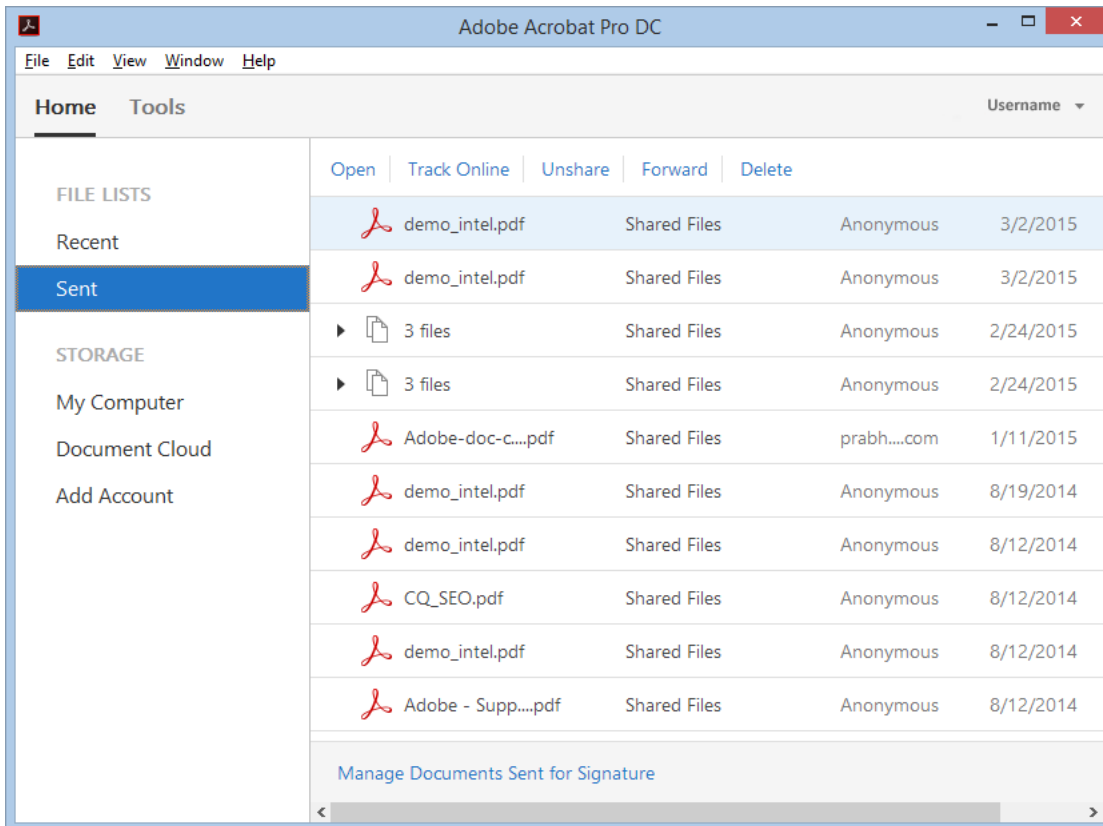 Adobe Acrobat Pro DC
File Edit View Window Help
Home Tools Username
FILE LISTS
Recent
Sent
STORAGE
My Computer
Document Cloud
Add Account
Open Track Online Unshare Forward Delete
demo_intel.pdf Shared Files Anonymous 3/2/2015
demo_intel.pdf Shared Files Anonymous 3/2/2015
3 files Shared Files Anonymous 2/24/2015
3 files Shared Files Anonymous 2/24/2015
Adobe-doc-c....pdf Shared Files prabh....com 1/11/2015
demo_intel.pdf Shared Files Anonymous 8/19/2014
demo_intel.pdf Shared Files Anonymous 8/12/2014
CQ_SEO.pdf Shared Files Anonymous 8/12/2014
demo_intel.pdf Shared Files Anonymous 8/12/2014
Adobe - Supp....pdf Shared Files Anonymous 8/12/2014
Manage Documents Sent for Signature